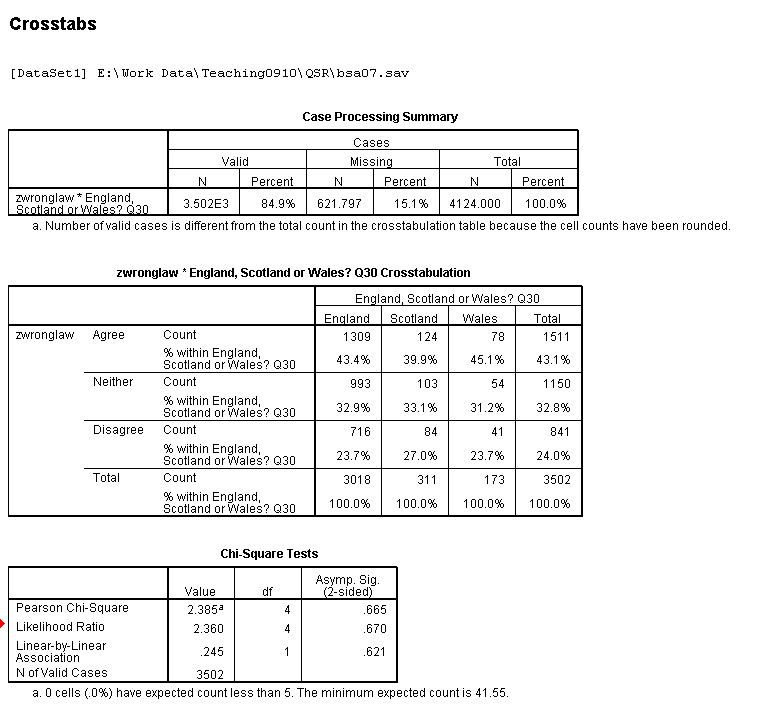 Crosstabs
[DataSet1] E:\Work Data\Teaching0910\QSR\bsa07.sav
Case Processing Summary
Cases
Valid Missing Total
N Percent N Percent N Percent
zwronglaw * England, Scotland or Wales? Q30 3.502E3 84.9% 621.797 15.1% 4124.000 100.0%
a. Number of valid cases is different from the total count in the crosstabulation table because the cell counts have been rounded.
zwronglaw * England, Scotland or Wales? Q30 Crosstabulation
England, Scotland or Wales? Q30
England Scotland Wales Total
zwronglaw Agree Count 1309 124 78 1511
% within England, Scotland or Wales? Q30 43.4% 39.9% 45.1% 43.1%
Neither Count 993 103 54 1150
% within England, Scotland or Wales? Q30 32.9% 33.1% 31.2% 32.8%
Disagree Count 716 84 41 841
% within England, Scotland or Wales? Q30 23.7% 27.0% 23.7% 24.0%
Total Count 3018 311 173 3502
% within England, Scotland or Wales? Q30 100.0% 100.0% 100.0% 100.0%
Chi-Square Tests
Value df Asymp. Sig. (2-sided)
Pearson Chi-Square 2.385a 4 .665
Likelihood Ratio 2.360 4 .670
Linear-by-Linear Association .245 1 .621
N of Valid Cases 3502
a. 0 cells (.0%) have expected count less than 5. The minimum expected count is 41.55.